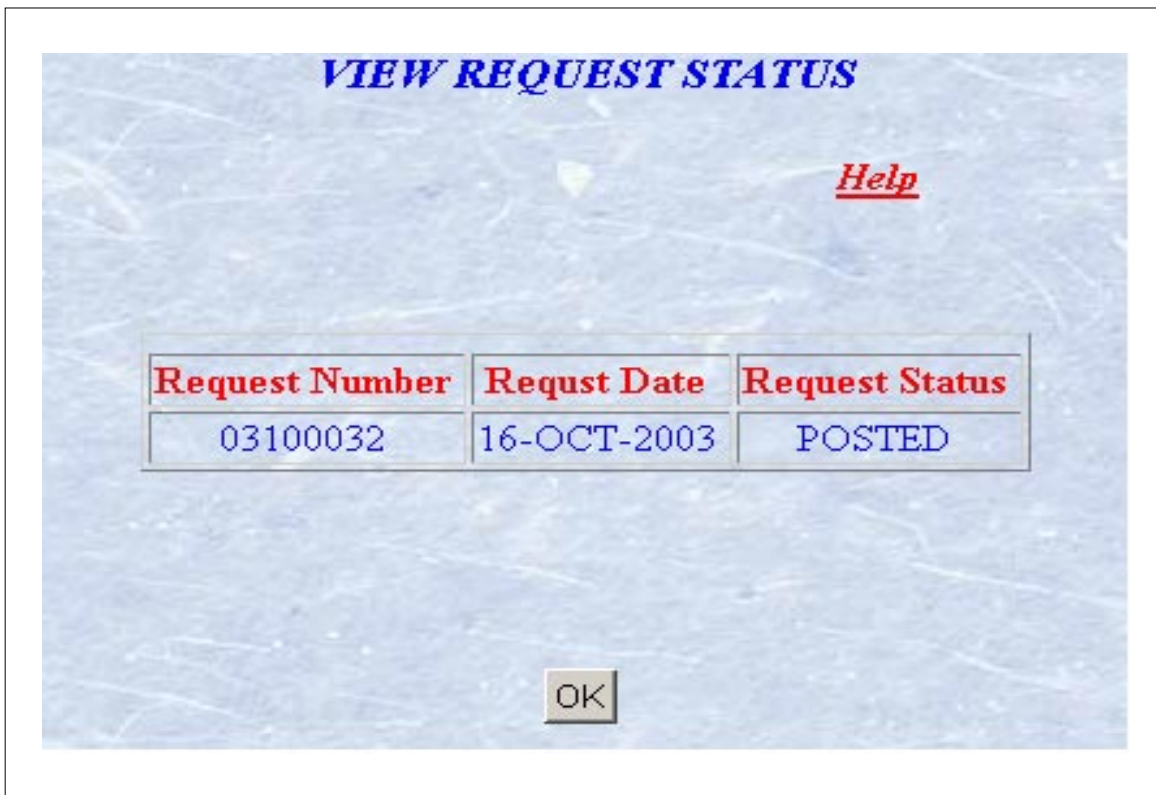 VIEW REQUEST STATUS
Help
Request Number Requst Date Request Status
03100032 16-OCT-2003 POSTED
OK